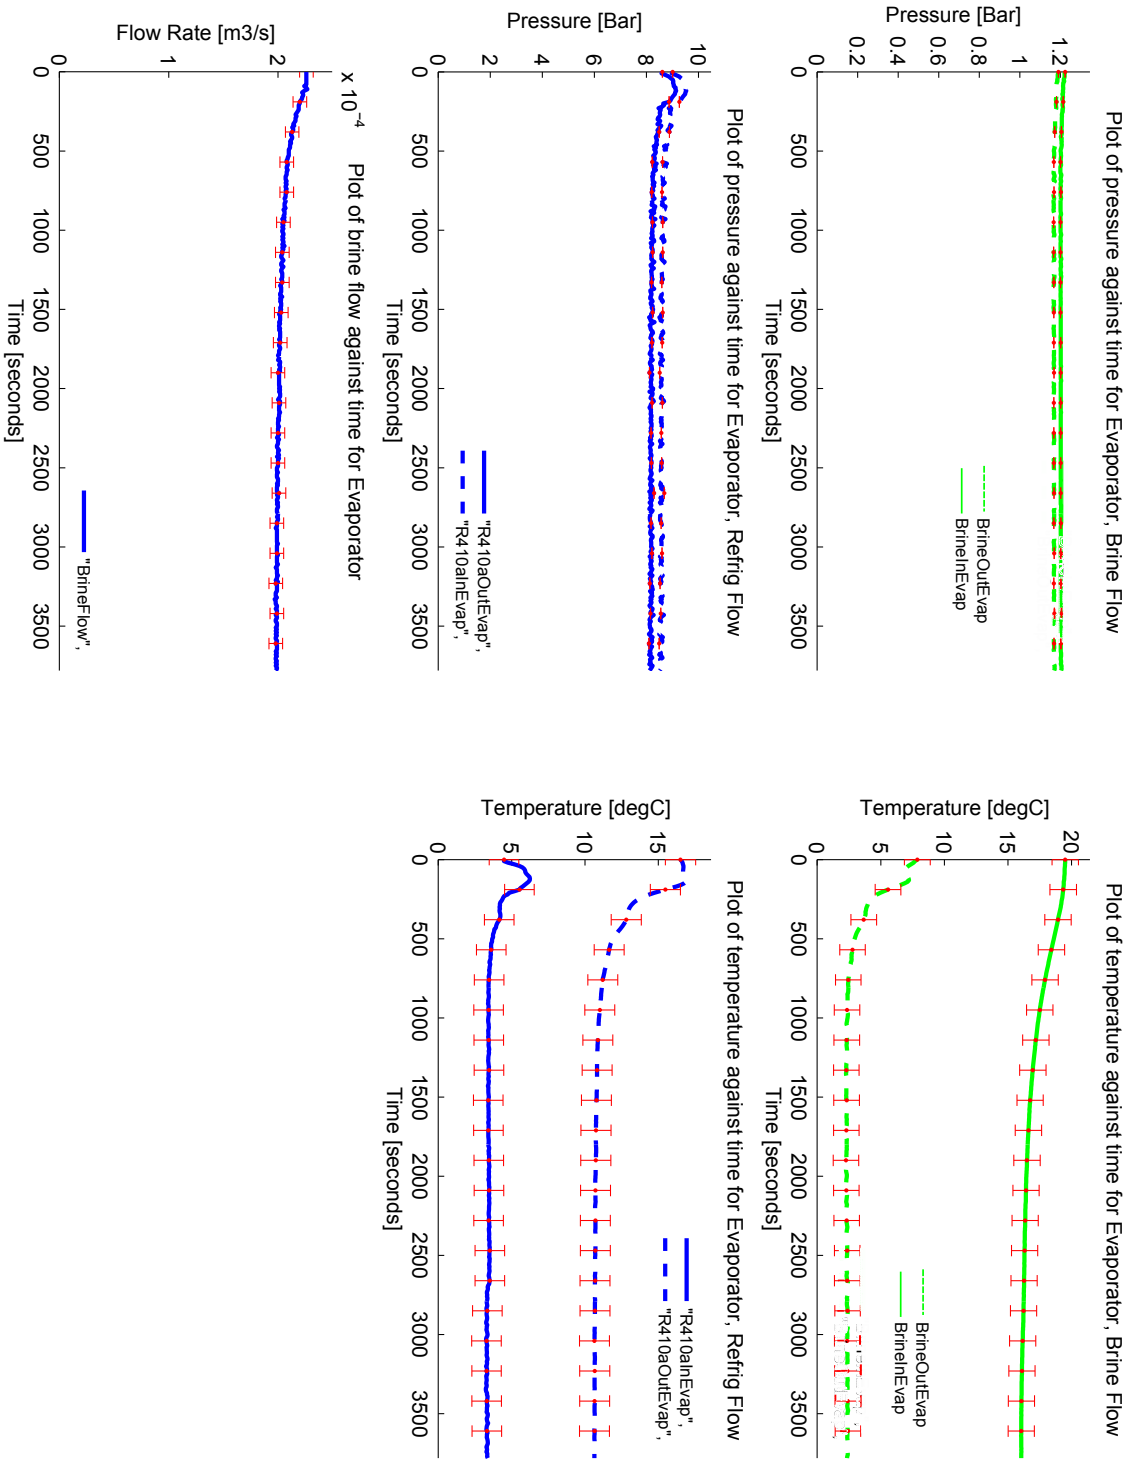 Plot of pressure against time for Evaporator, Brine Flow
Pressure [Bar]
0
0.2
0.4
0.6
0.8
1
1.2
0
500
1000
1500
2000
2500
3000
3500
Time [seconds]
BrineOutEvap
BrineInEvap
Plot of temperature against time for Evaporator, Brine Flow
Temperature [degC]
0
5
10
15
20
0
500
1000
1500
2000
2500
3000
3500
Time [seconds]
BrineOutEvap
BrineInEvap
Plot of pressure against time for Evaporator, Refrig Flow
Pressure [Bar]
0
2
4
6
8
10
0
500
1000
1500
2000
2500
3000
3500
Time [seconds]
"R410aOutEvap",
"R410aInEvap",
Plot of temperature against time for Evaporator, Refrig Flow
Temperature [degC]
0
5
10
15
0
500
1000
1500
2000
2500
3000
3500
Time [seconds]
"R410aInEvap",
"R410aOutEvap",
x 10⁻⁴
Plot of brine flow against time for Evaporator
Flow Rate [m3/s]
0
1
2
0
500
1000
1500
2000
2500
3000
3500
Time [seconds]
"BrineFlow",